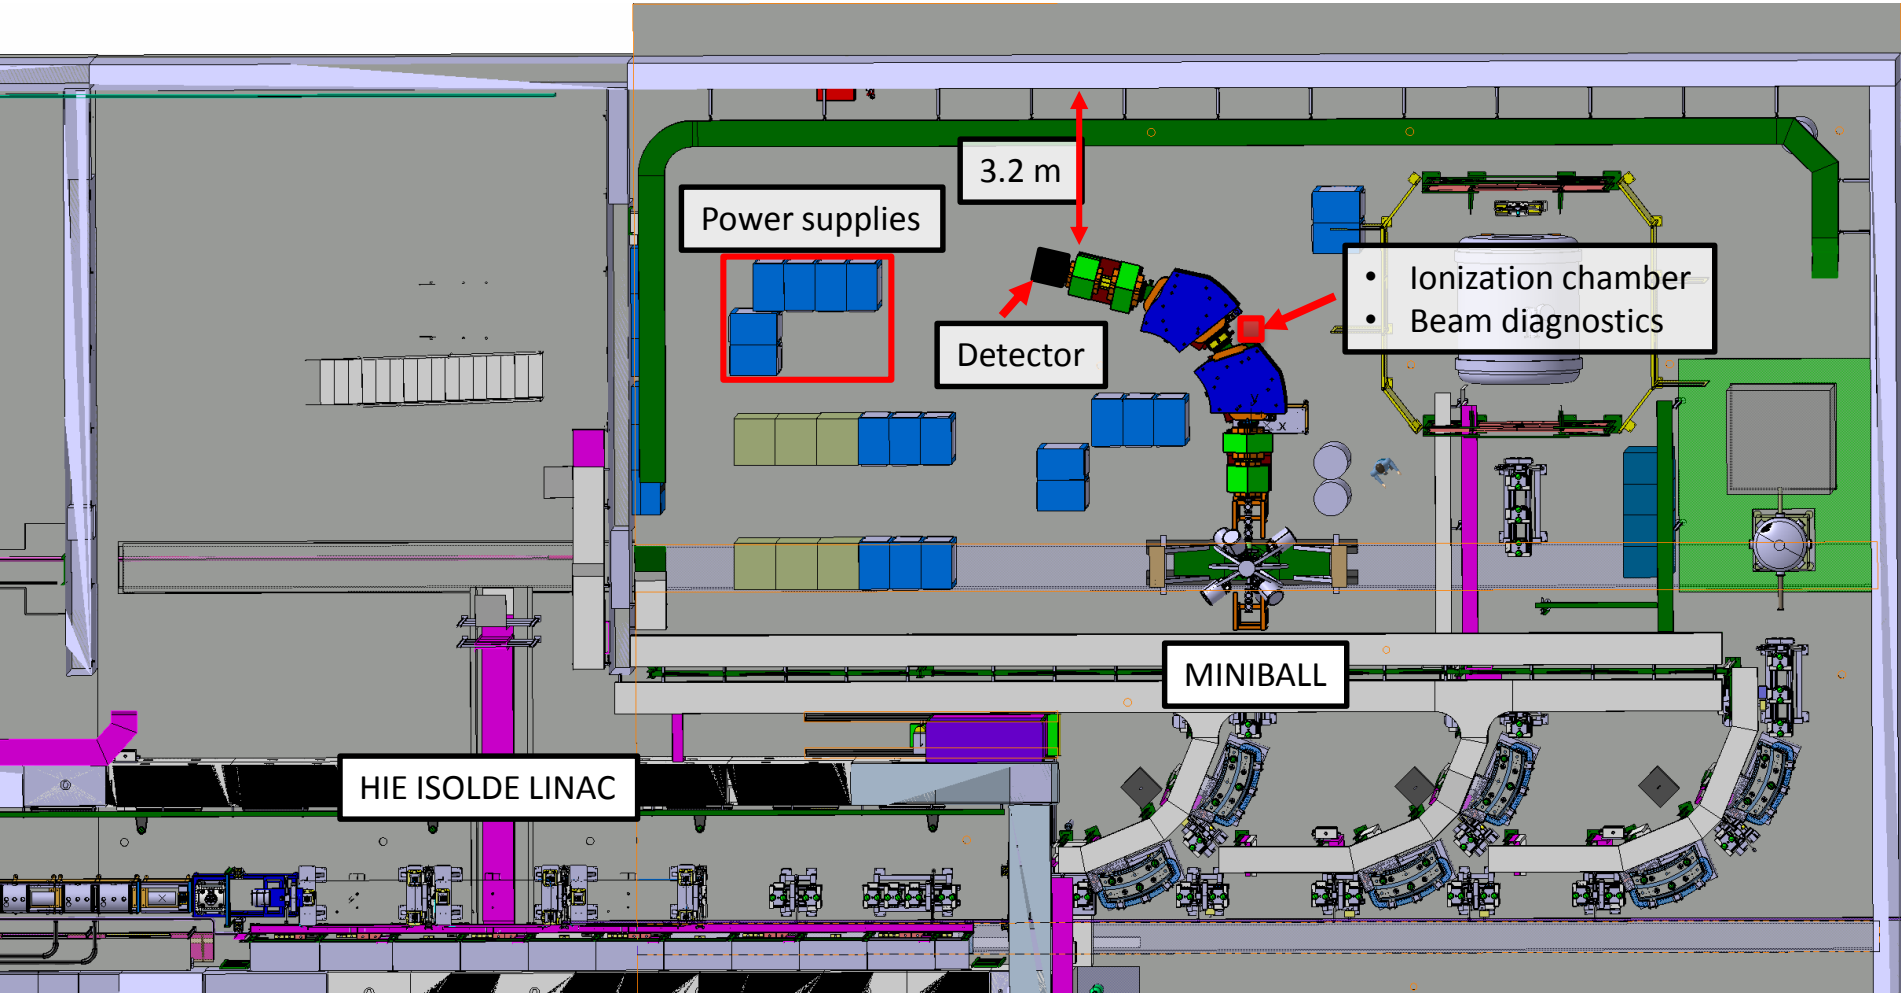 3.2 m
Power supplies
• Ionization chamber
• Beam diagnostics
Detector
MINIBALL
HIE ISOLDE LINAC